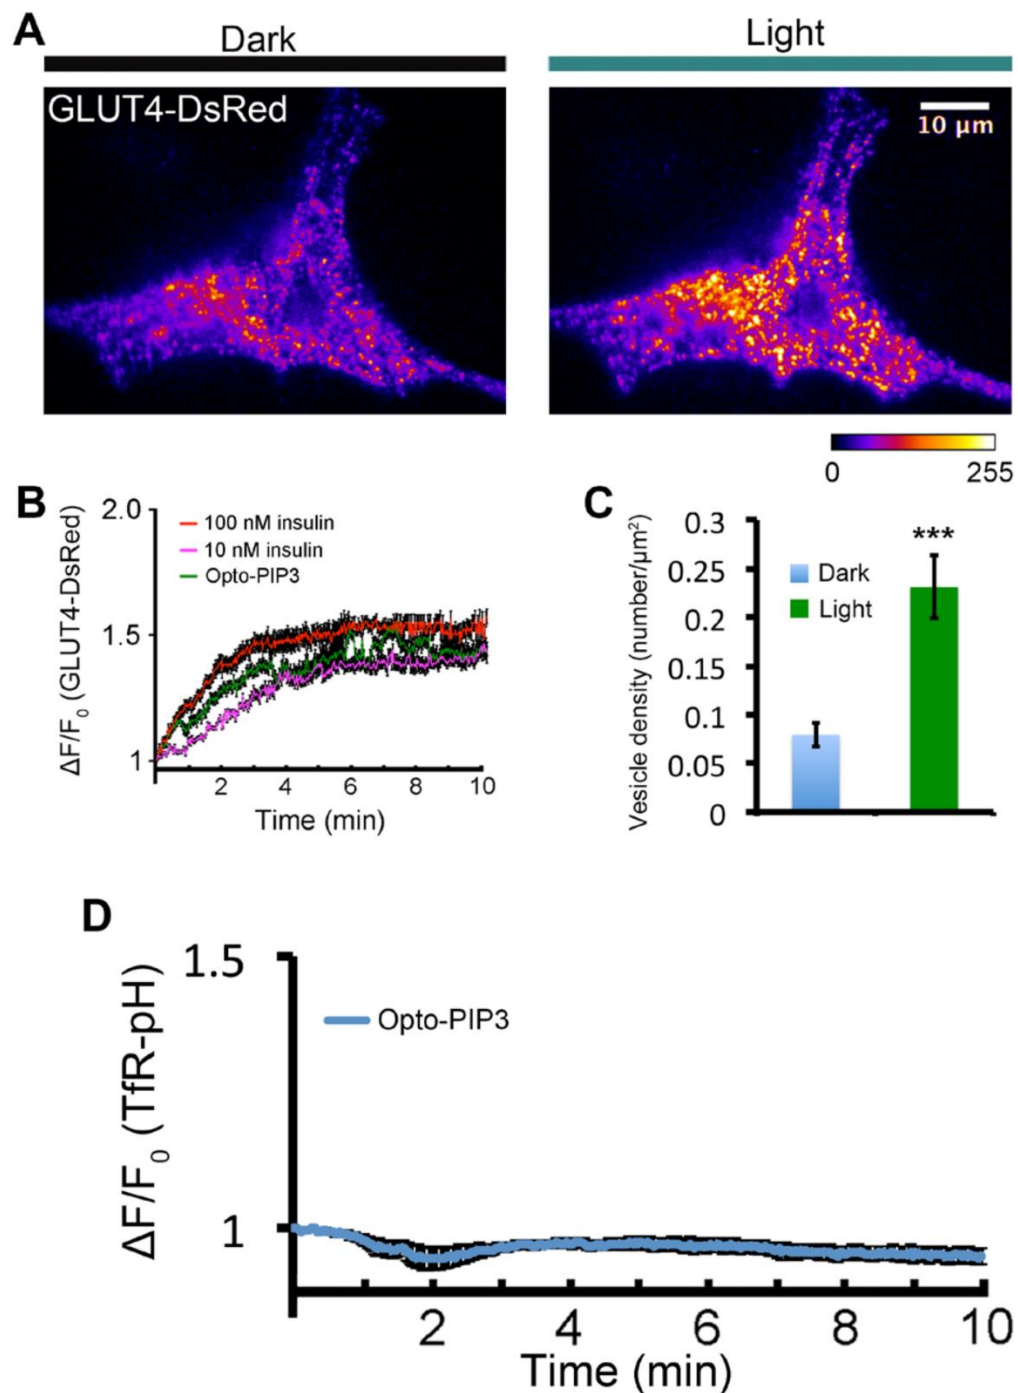 A
Dark
Light
GLUT4-DsRed
10 µm
0 255
B
2.0
1.5
1
ΔF/F₀ (GLUT4-DsRed)
100 nM insulin
10 nM insulin
Opto-PIP3
2 4 6 8 10
Time (min)
C
0.3
0.25
0.2
0.15
0.1
0.05
0
Vesicle density (number/µm²)
Dark
Light
***
D
1.5
1
ΔF/F₀ (TfR-pH)
Opto-PIP3
2 4 6 8 10
Time (min)